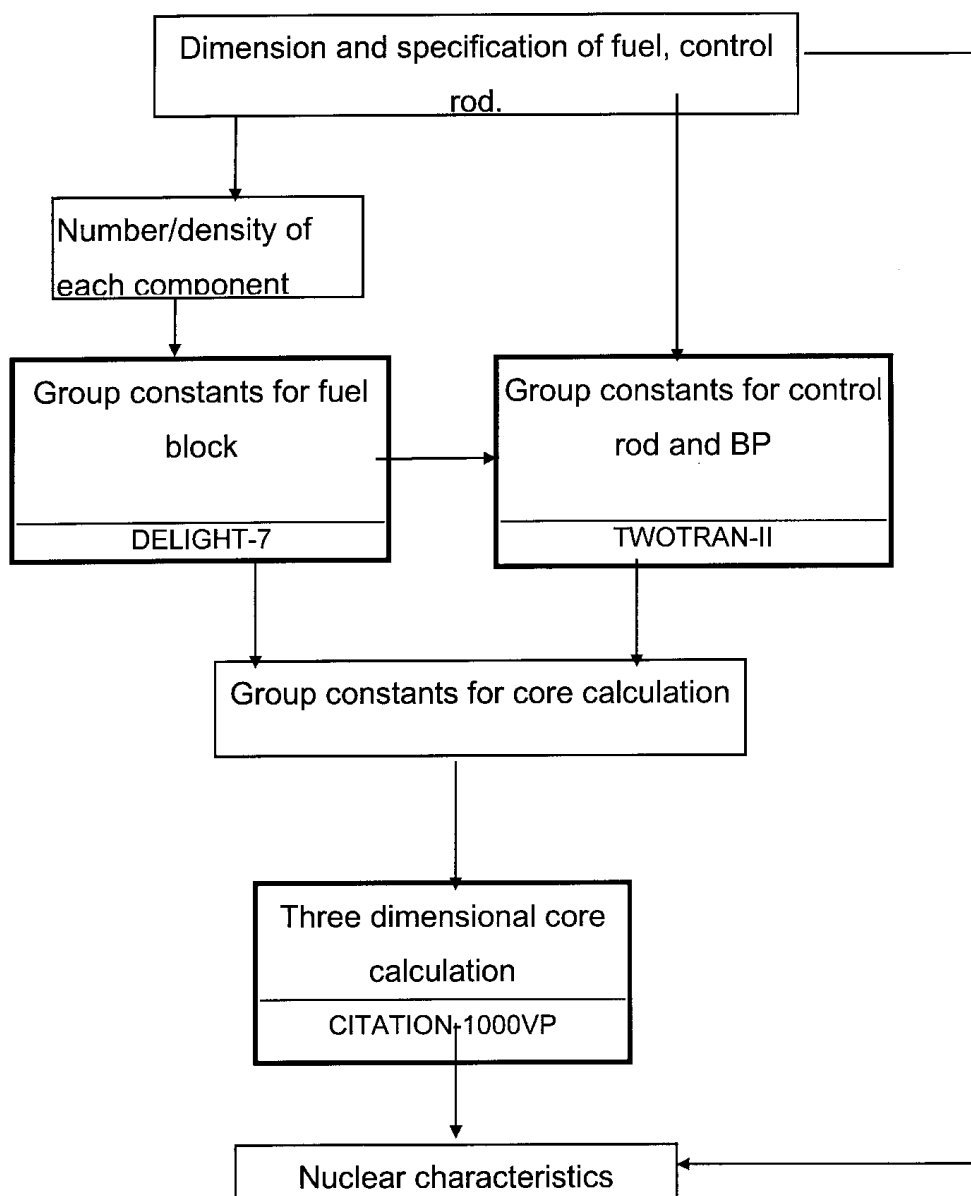 Dimension and specification of fuel, control
rod.
Number/density of
each component
Group constants for fuel
block
DELIGHT-7
Group constants for control
rod and BP
TWOTRAN-II
Group constants for core calculation
Three dimensional core
calculation
CITATION-1000VP
Nuclear characteristics